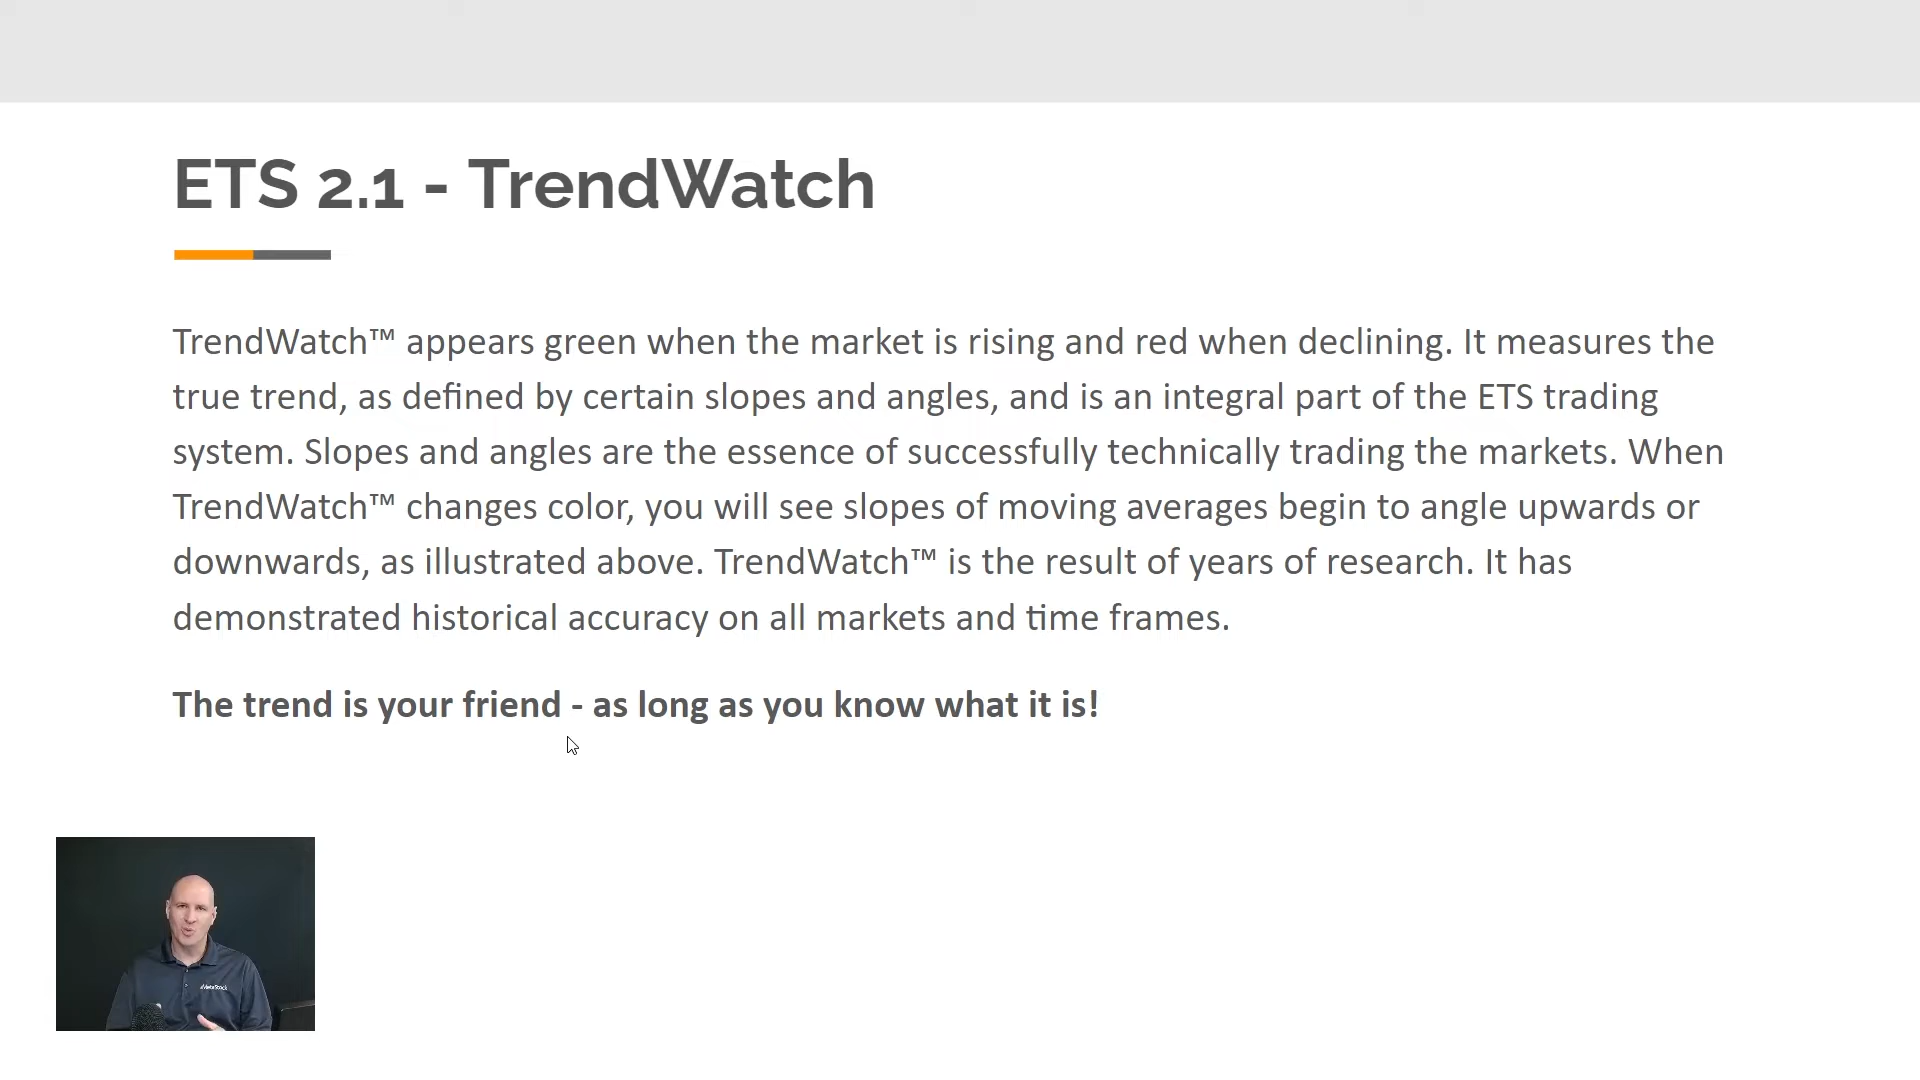 ETS 2.1 - TrendWatch
TrendWatch™ appears green when the market is rising and red when declining. It measures the
true trend, as defined by certain slopes and angles, and is an integral part of the ETS trading
system. Slopes and angles are the essence of successfully technically trading the markets. When
TrendWatch™ changes color, you will see slopes of moving averages begin to angle upwards or
downwards, as illustrated above. TrendWatch™ is the result of years of research. It has
demonstrated historical accuracy on all markets and time frames.
The trend is your friend - as long as you know what it is!
MetaStock